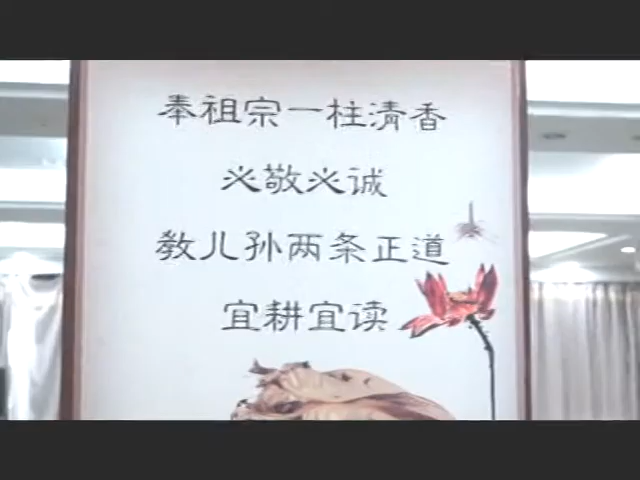 奉祖宗一柱清香
必敬必诚
教儿孙两条正道
宜耕宜读